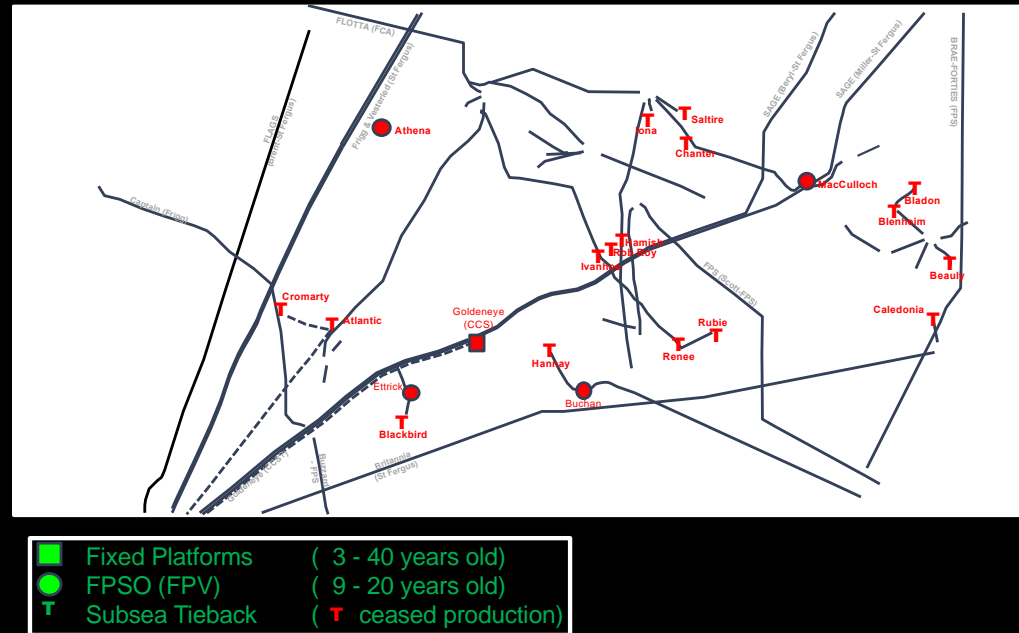 FLOTTA (FCA)
FLAGS
(Brent-St Fergus)
Frigg & Vesterled (St Fergus)
SAGE (Beryl-St Fergus)
SAGE (Miller-St Fergus)
BRAE-FORTIES (FPS)
Athena
Iona
Saltire
Chanter
MacCulloch
Bladon
Blenheim
Captain (Frigg)
Hamish
Rob Roy
Ivanhoe
Beauly
FPS (Scott-FPS)
Cromarty
Atlantic
Goldeneye
(CCS)
Caledonia
Rubie
Renee
Hannay
Ettrick
Buchan
Blackbird
Goldeneye (CCS?)
Buzzard
- FPS
Britannia
(St Fergus)
Fixed Platforms ( 3 - 40 years old)
FPSO (FPV) ( 9 - 20 years old)
Subsea Tieback ( T ceased production)